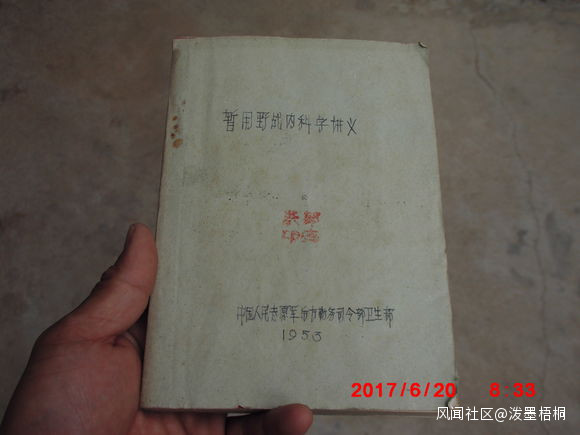 暂用野战内科学讲义
中国人民志愿军后方勤务司令部卫生部
1953
2017/6/20 8:33
风闻社区@泼墨梧桐